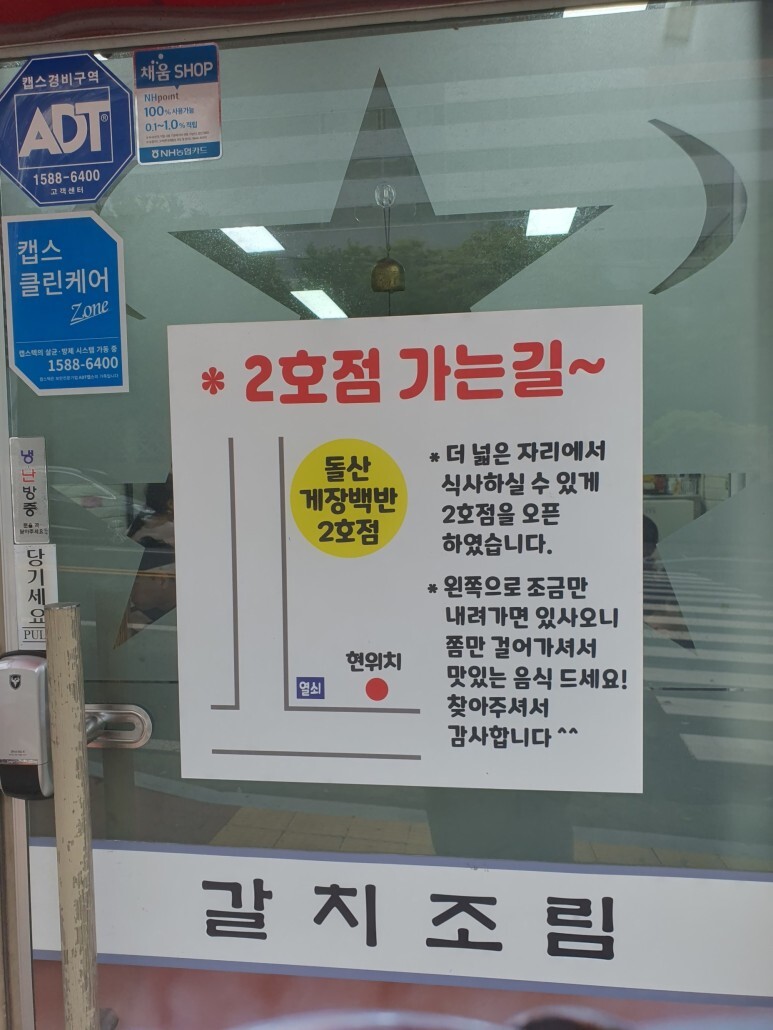 캡스경비구역
ADT®
1588-6400
고객센터
채움 SHOP
NHpoint
100% 사용가능
0.1~1.0% 적립
NH농협카드
캡스
클린케어
Zone
1588-6400
냉난방중
당기세요
PULL
* 2호점 가는길~
돌산
게장백반
2호점
열쇠
현위치
* 더 넓은 자리에서
식사하실 수 있게
2호점을 오픈
하였습니다.
* 왼쪽으로 조금만
내려가면 있사오니
쫌만 걸어가셔서
맛있는 음식 드세요!
찾아주셔서
감사합니다 ^^
갈치조림